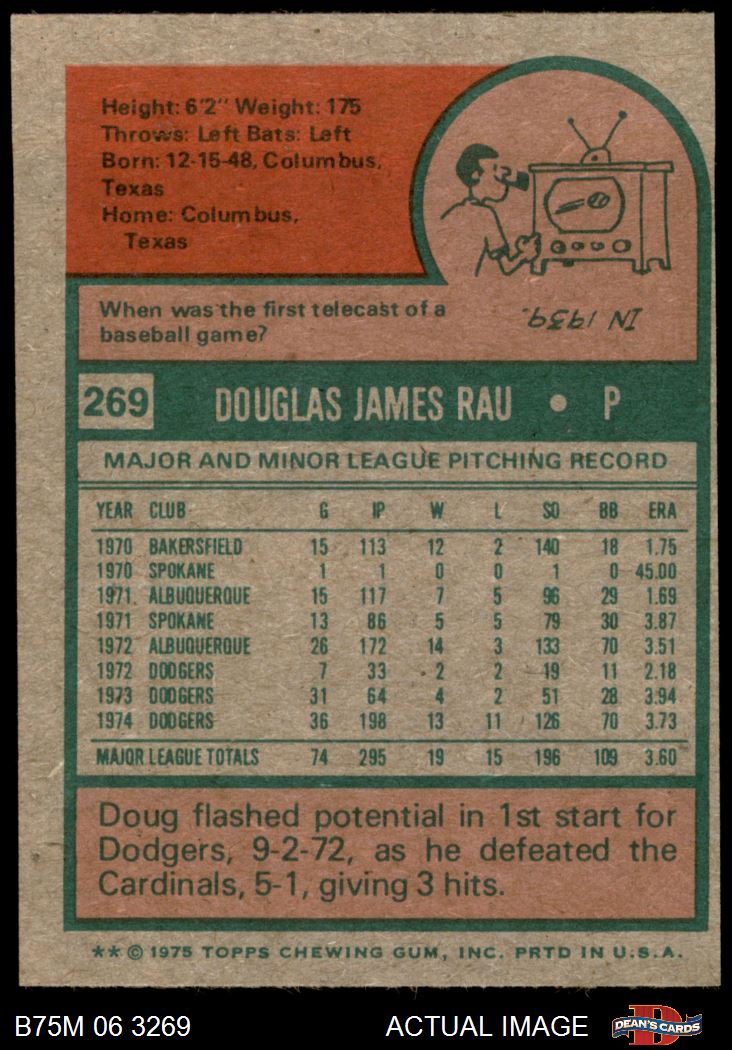 Height: 6'2" Weight: 175
Throws: Left Bats: Left
Born: 12-15-48, Columbus,
Texas
Home: Columbus,
Texas
When was the first telecast of a
baseball game?
IN 1939.
269 DOUGLAS JAMES RAU • P
MAJOR AND MINOR LEAGUE PITCHING RECORD
YEAR CLUB G IP W L SO BB ERA
1970 BAKERSFIELD 15 113 12 2 140 18 1.75
1970 SPOKANE 1 1 0 0 1 0 45.00
1971 ALBUQUERQUE 15 117 7 5 96 29 1.69
1971 SPOKANE 13 86 5 5 79 30 3.87
1972 ALBUQUERQUE 26 172 14 3 133 70 3.51
1972 DODGERS 7 33 2 2 19 11 2.18
1973 DODGERS 31 64 4 2 51 28 3.94
1974 DODGERS 36 198 13 11 126 70 3.73
MAJOR LEAGUE TOTALS 74 295 19 15 196 109 3.60
Doug flashed potential in 1st start for
Dodgers, 9-2-72, as he defeated the
Cardinals, 5-1, giving 3 hits.
** © 1975 TOPPS CHEWING GUM, INC. PRTD IN U.S.A.
B75M 06 3269 ACTUAL IMAGE D DEAN'S CARDS